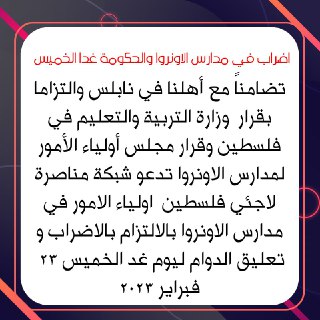 اضراب في مدارس الاونروا والحكومة غدا الخميس
تضامناً مع أهلنا في نابلس والتزاما
بقرار وزارة التربية والتعليم في
فلسطين وقرار مجلس أولياء الأمور
لمدارس الاونروا تدعو شبكة مناصرة
لاجئي فلسطين اولياء الامور في
مدارس الاونروا بالالتزام بالاضراب و
تعليق الدوام ليوم غد الخميس ٢٣
فبراير ٢٠٢٣